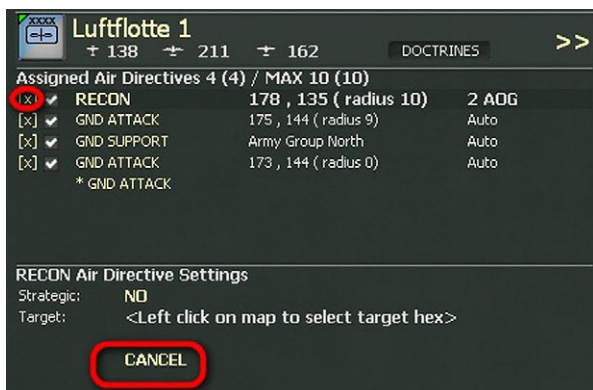 XXXX
Luftflotte 1
138 211 162 DOCTRINES >>
Assigned Air Directives 4 (4) / MAX 10 (10)
[x] RECON 178 , 135 ( radius 10) 2 AOG
[x] GND ATTACK 175 , 144 ( radius 9) Auto
[x] GND SUPPORT Army Group North Auto
[x] GND ATTACK 173 , 144 ( radius 0) Auto
* GND ATTACK
RECON Air Directive Settings
Strategic: NO
Target: <Left click on map to select target hex>
CANCEL